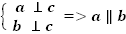 { a ⊥ c
b ⊥ c => a ∥ b